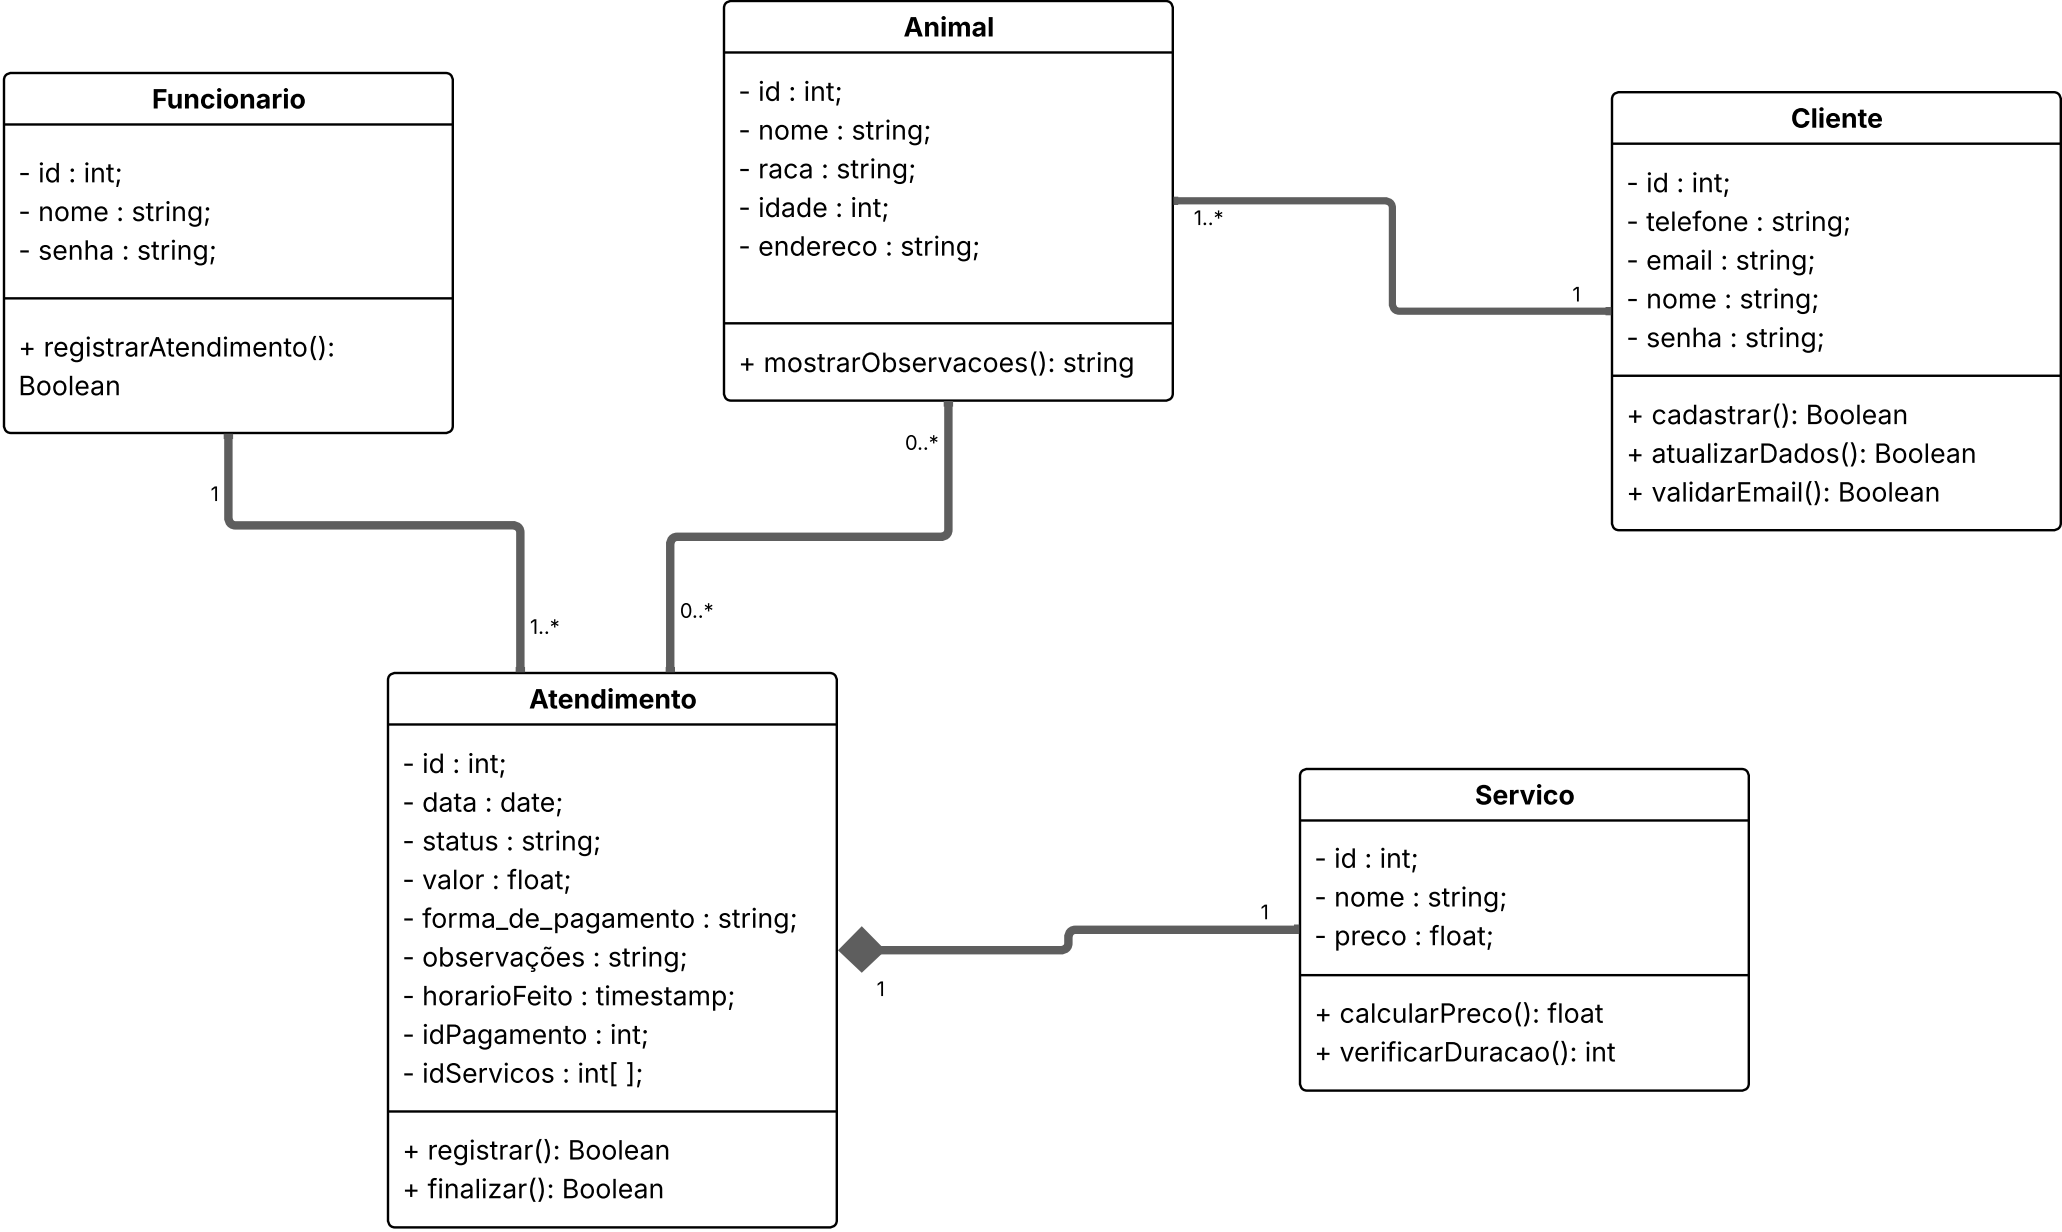 Funcionario
- id : int;
- nome : string;
- senha : string;
+ registrarAtendimento():
Boolean
1
1..*
Animal
- id : int;
- nome : string;
- raca : string;
- idade : int;
- endereco : string;
+ mostrarObservacoes(): string
0..*
0..*
1..*
1
Cliente
- id : int;
- telefone : string;
- email : string;
- nome : string;
- senha : string;
+ cadastrar(): Boolean
+ atualizarDados(): Boolean
+ validarEmail(): Boolean
Atendimento
- id : int;
- data : date;
- status : string;
- valor : float;
- forma_de_pagamento : string;
- observações : string;
- horarioFeito : timestamp;
- idPagamento : int;
- idServicos : int[ ];
+ registrar(): Boolean
+ finalizar(): Boolean
1
1
Servico
- id : int;
- nome : string;
- preco : float;
+ calcularPreco(): float
+ verificarDuracao(): int